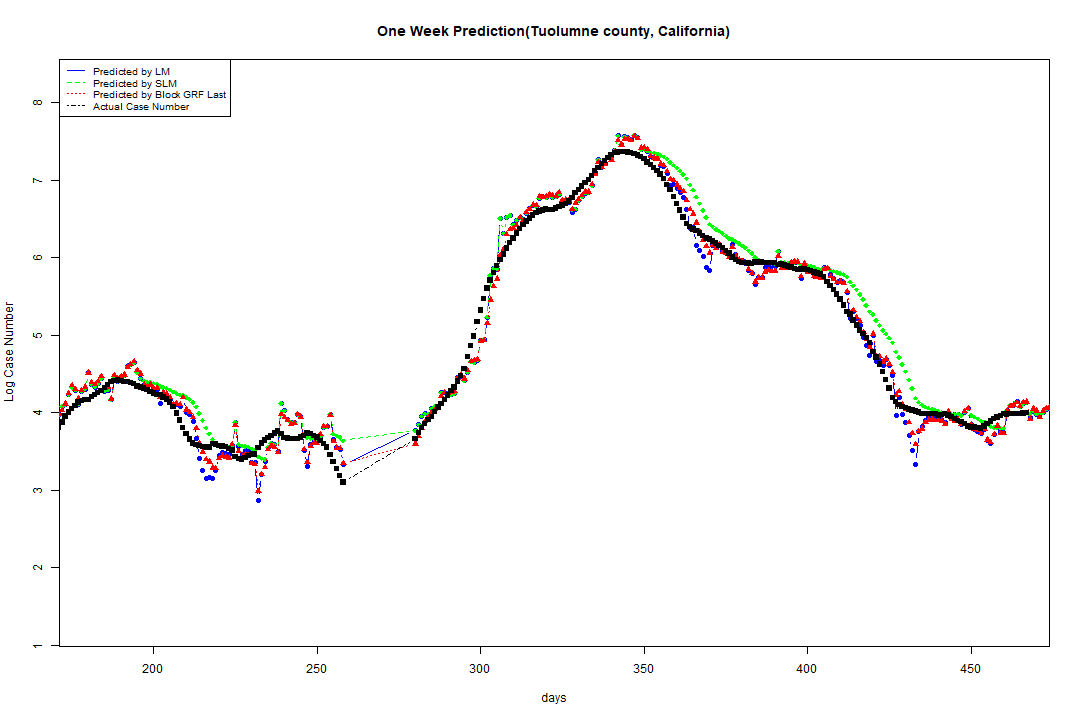 One Week Prediction(Tuolumne county, California)
Predicted by LM
Predicted by SLM
Predicted by Block GRF Last
Actual Case Number
Log Case Number
8
7
6
5
4
3
2
1
200 250 300 350 400 450
days